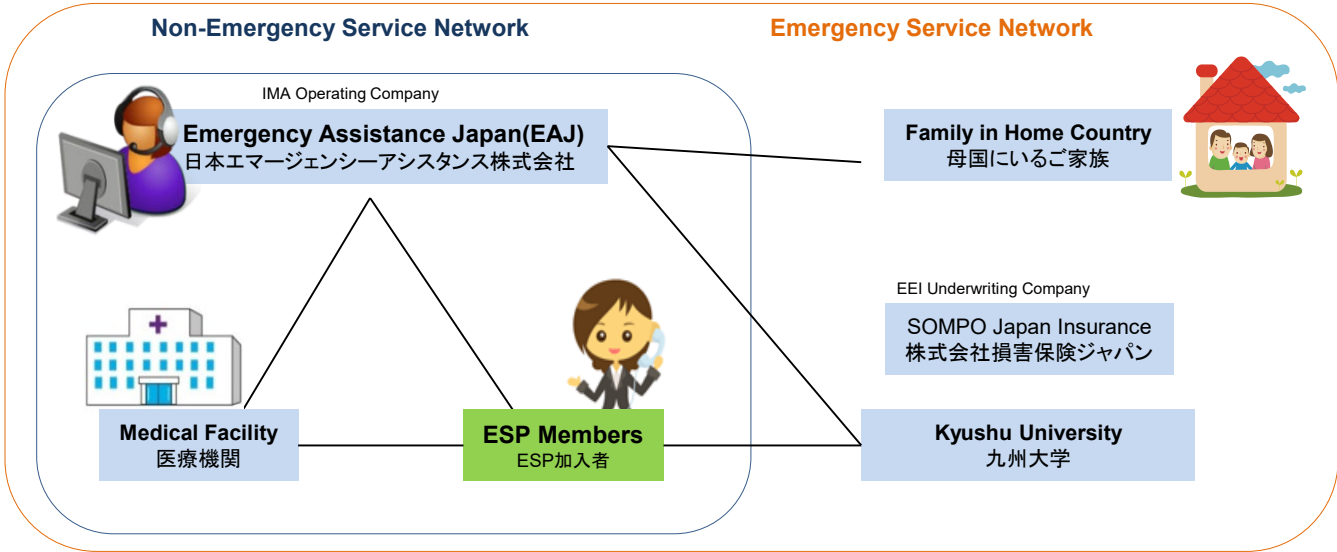 Non-Emergency Service Network
Emergency Service Network
IMA Operating Company
Emergency Assistance Japan(EAJ)
日本エマージェンシーアシスタンス株式会社
Family in Home Country
母国にいるご家族
EEI Underwriting Company
SOMPO Japan Insurance
株式会社損害保険ジャパン
Medical Facility
医療機関
ESP Members
ESP加入者
Kyushu University
九州大学